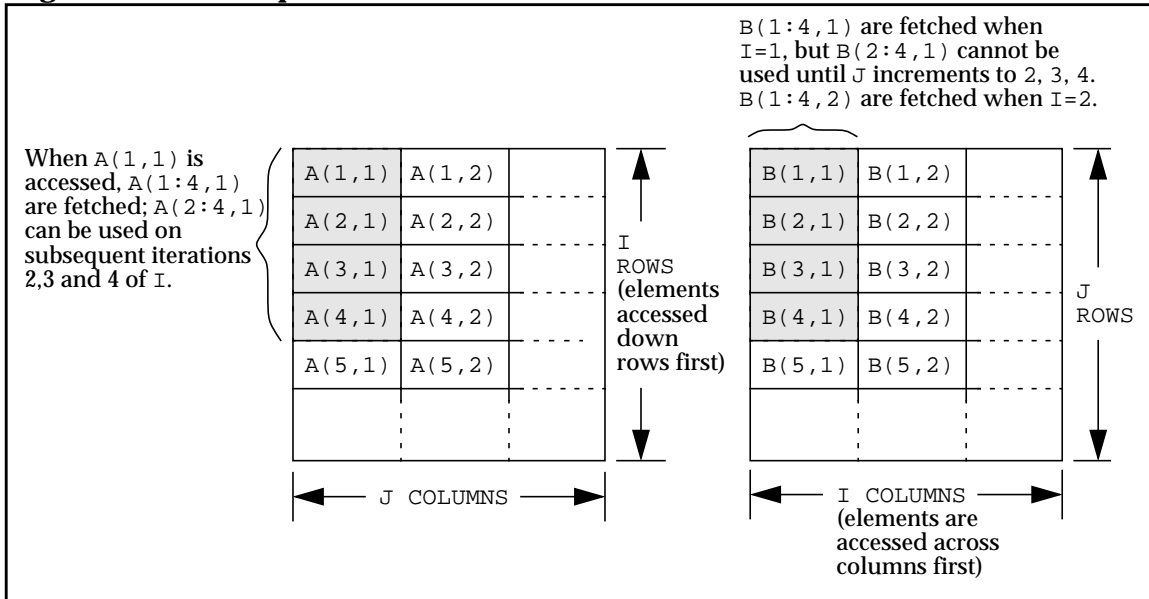 B(1:4,1) are fetched when
I=1, but B(2:4,1) cannot be
used until J increments to 2, 3, 4.
B(1:4,2) are fetched when I=2.
When A(1,1) is
accessed, A(1:4,1)
are fetched; A(2:4,1)
can be used on
subsequent iterations
2,3 and 4 of I.
A(1,1) A(1,2)
A(2,1) A(2,2)
A(3,1) A(3,2)
A(4,1) A(4,2)
A(5,1) A(5,2)
I
ROWS
(elements
accessed
down
rows first)
J COLUMNS
B(1,1) B(1,2)
B(2,1) B(2,2)
B(3,1) B(3,2)
B(4,1) B(4,2)
B(5,1) B(5,2)
J
ROWS
I COLUMNS
(elements are
accessed across
columns first)